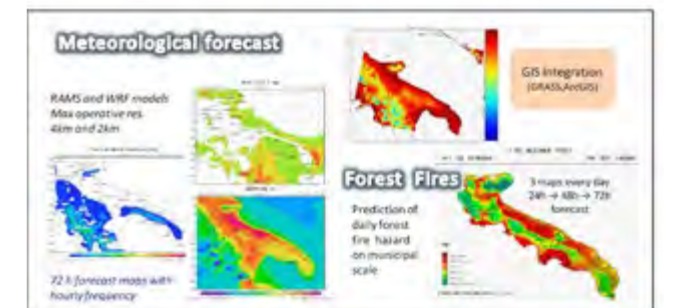 Meteorological forecast
RAMS and WRF models
Max operative res.
4km and 2km
72 h forecast maps with
hourly frequency
GIS Integration
(GRASS,ArcGIS)
Forest Fires
Prediction of
daily forest
fire hazard
on municipal
scale
3 maps every day
24h → 48h → 72h
forecast